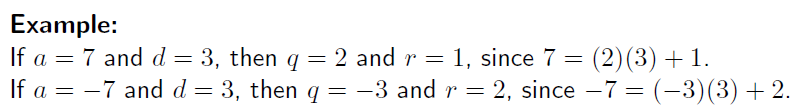 Example:
If a = 7 and d = 3, then q = 2 and r = 1, since 7 = (2)(3) + 1.
If a = −7 and d = 3, then q = −3 and r = 2, since −7 = (−3)(3) + 2.